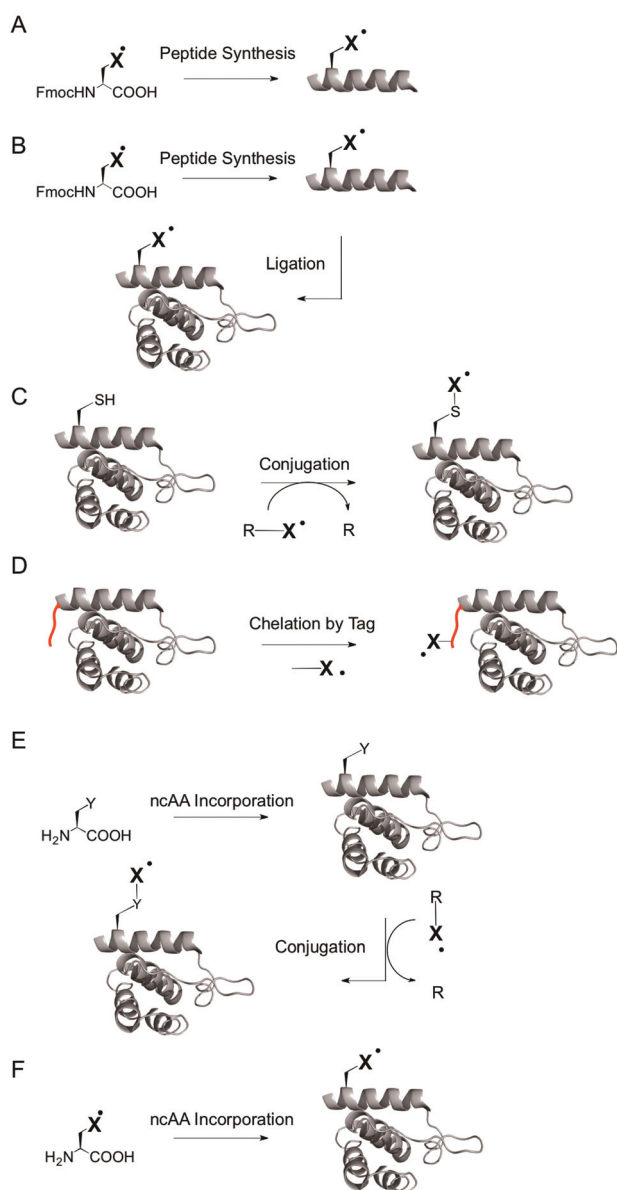 A
X•
Peptide Synthesis
X•
FmocHN COOH
B
X•
Peptide Synthesis
X•
FmocHN COOH
X•
Ligation
C
SH
X•
S
Conjugation
R—X• R
D
Chelation by Tag
X•
X
E
Y
ncAA Incorporation
Y
H₂N COOH
X•
Y
R
X•
Conjugation
R
F
X•
X•
ncAA Incorporation
H₂N COOH